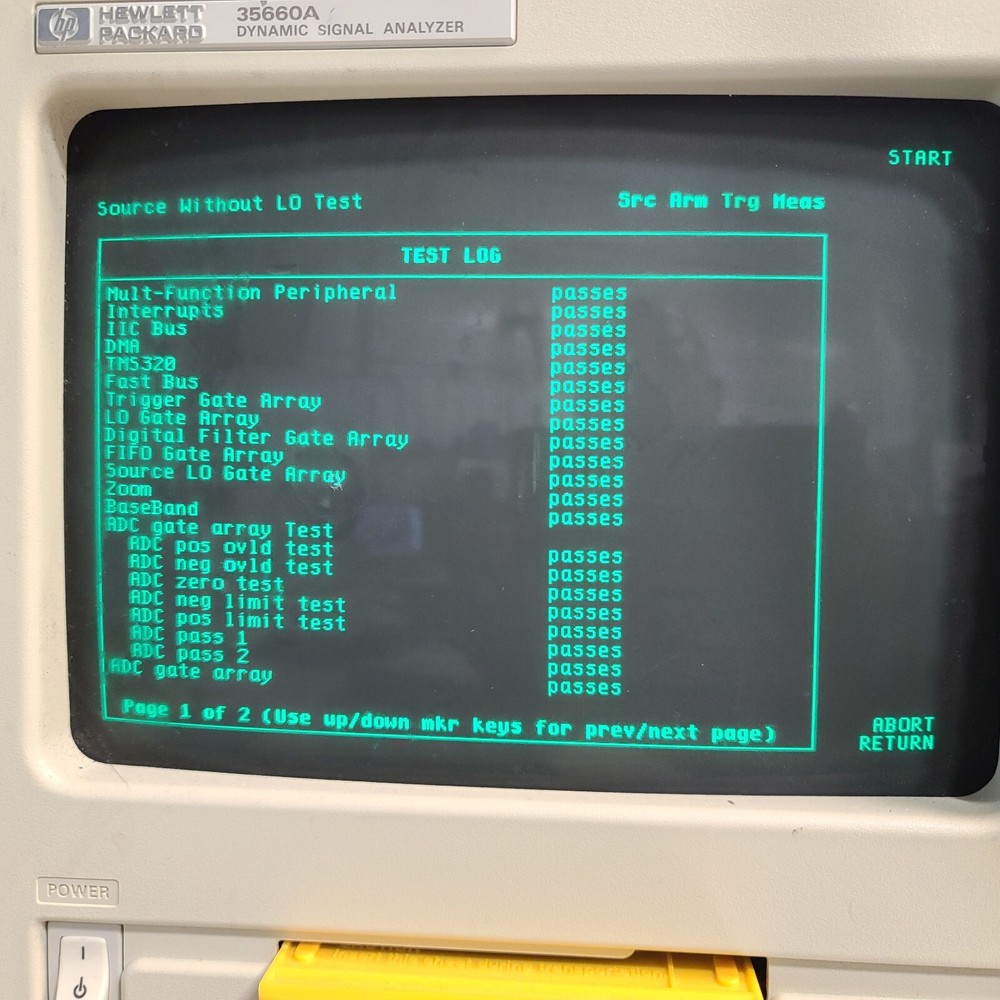 hp HEWLETT PACKARD
35660A
DYNAMIC SIGNAL ANALYZER
START
Source Without LO Test Src Arm Trg Meas
TEST LOG
Mult-Function Peripheral passes
Interrupts passes
IIC Bus passes
DMA passes
TMS320 passes
Fast Bus passes
Trigger Gate Array passes
LO Gate Array passes
Digital Filter Gate Array passes
FIFO Gate Array passes
Source LO Gate Array passes
Zoom passes
BaseBand passes
ADC gate array Test
ADC pos ovld test passes
ADC neg ovld test passes
ADC zero test passes
ADC neg limit test passes
ADC pos limit test passes
ADC pass 1 passes
ADC pass 2 passes
ADC gate array passes
Page 1 of 2 (Use up/down mkr keys for prev/next page)
ABORT
RETURN
POWER